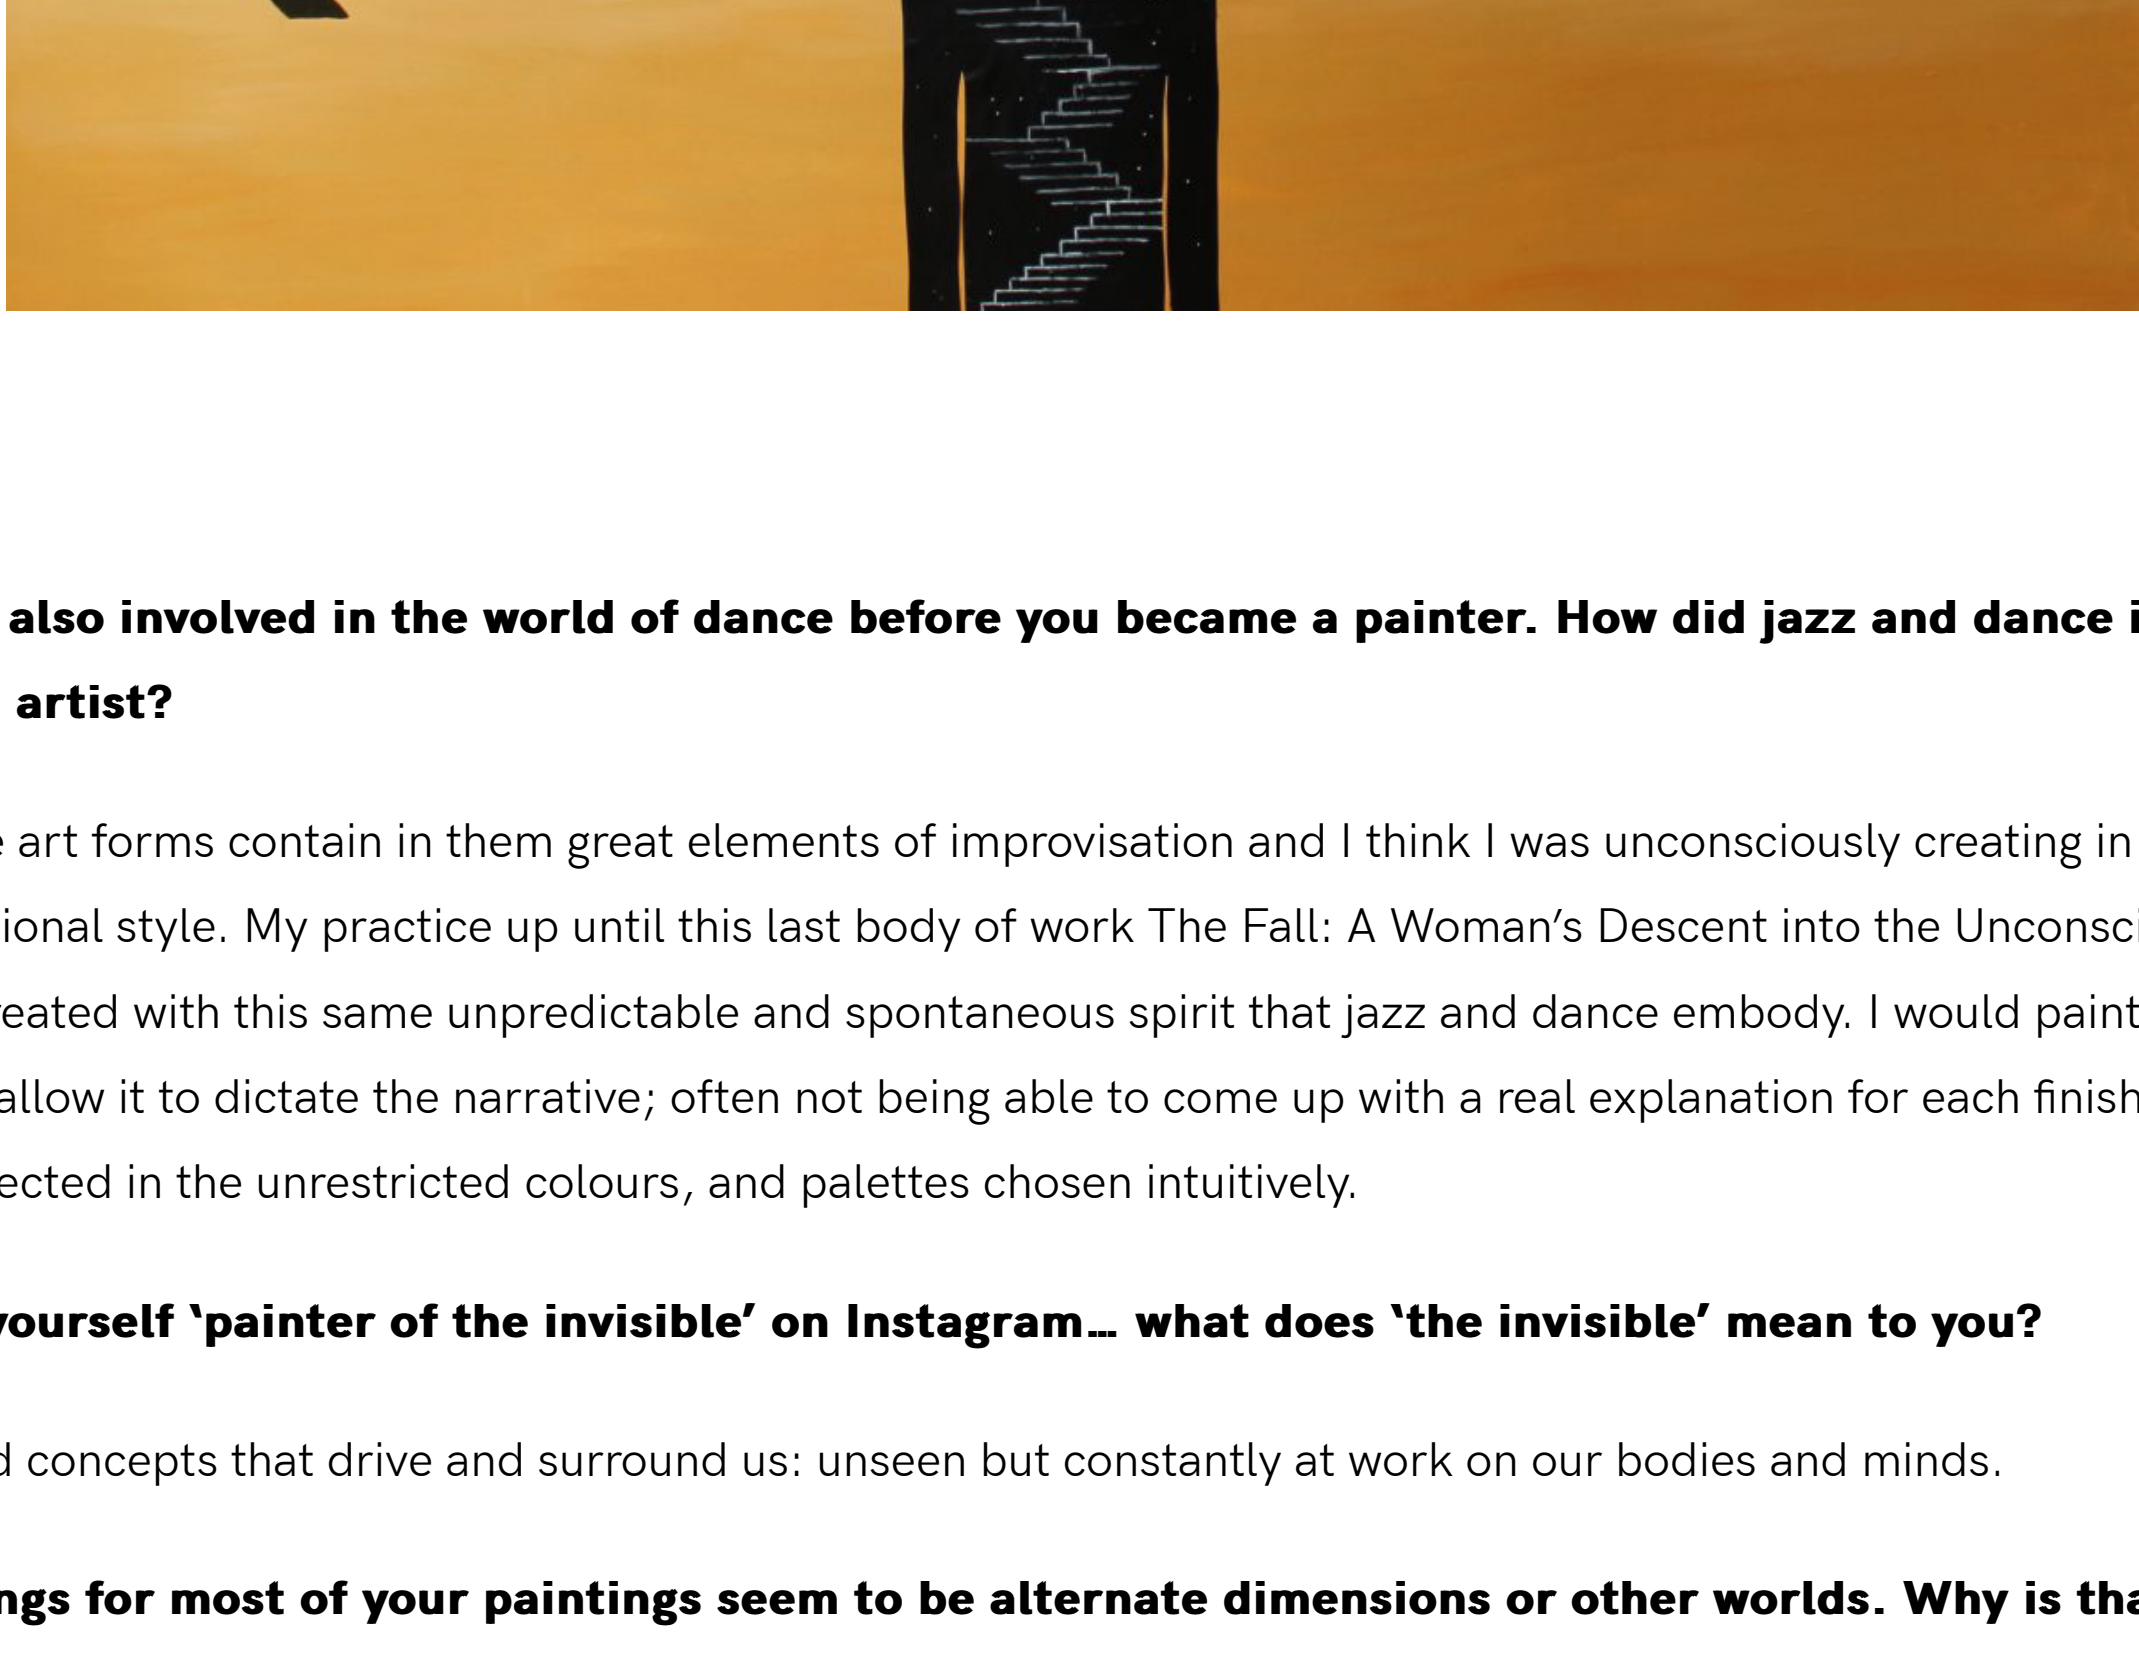 also involved in the world of dance before you became a painter. How did jazz and dance
artist?
art forms contain in them great elements of improvisation and I think I was unconsciously creating in
ional style. My practice up until this last body of work The Fall: A Woman’s Descent into the Unconsci
eated with this same unpredictable and spontaneous spirit that jazz and dance embody. I would paint
allow it to dictate the narrative; often not being able to come up with a real explanation for each finish
ected in the unrestricted colours, and palettes chosen intuitively.
yourself ‘painter of the invisible’ on Instagram... what does ‘the invisible’ mean to you?
concepts that drive and surround us: unseen but constantly at work on our bodies and minds.
ngs for most of your paintings seem to be alternate dimensions or other worlds. Why is tha